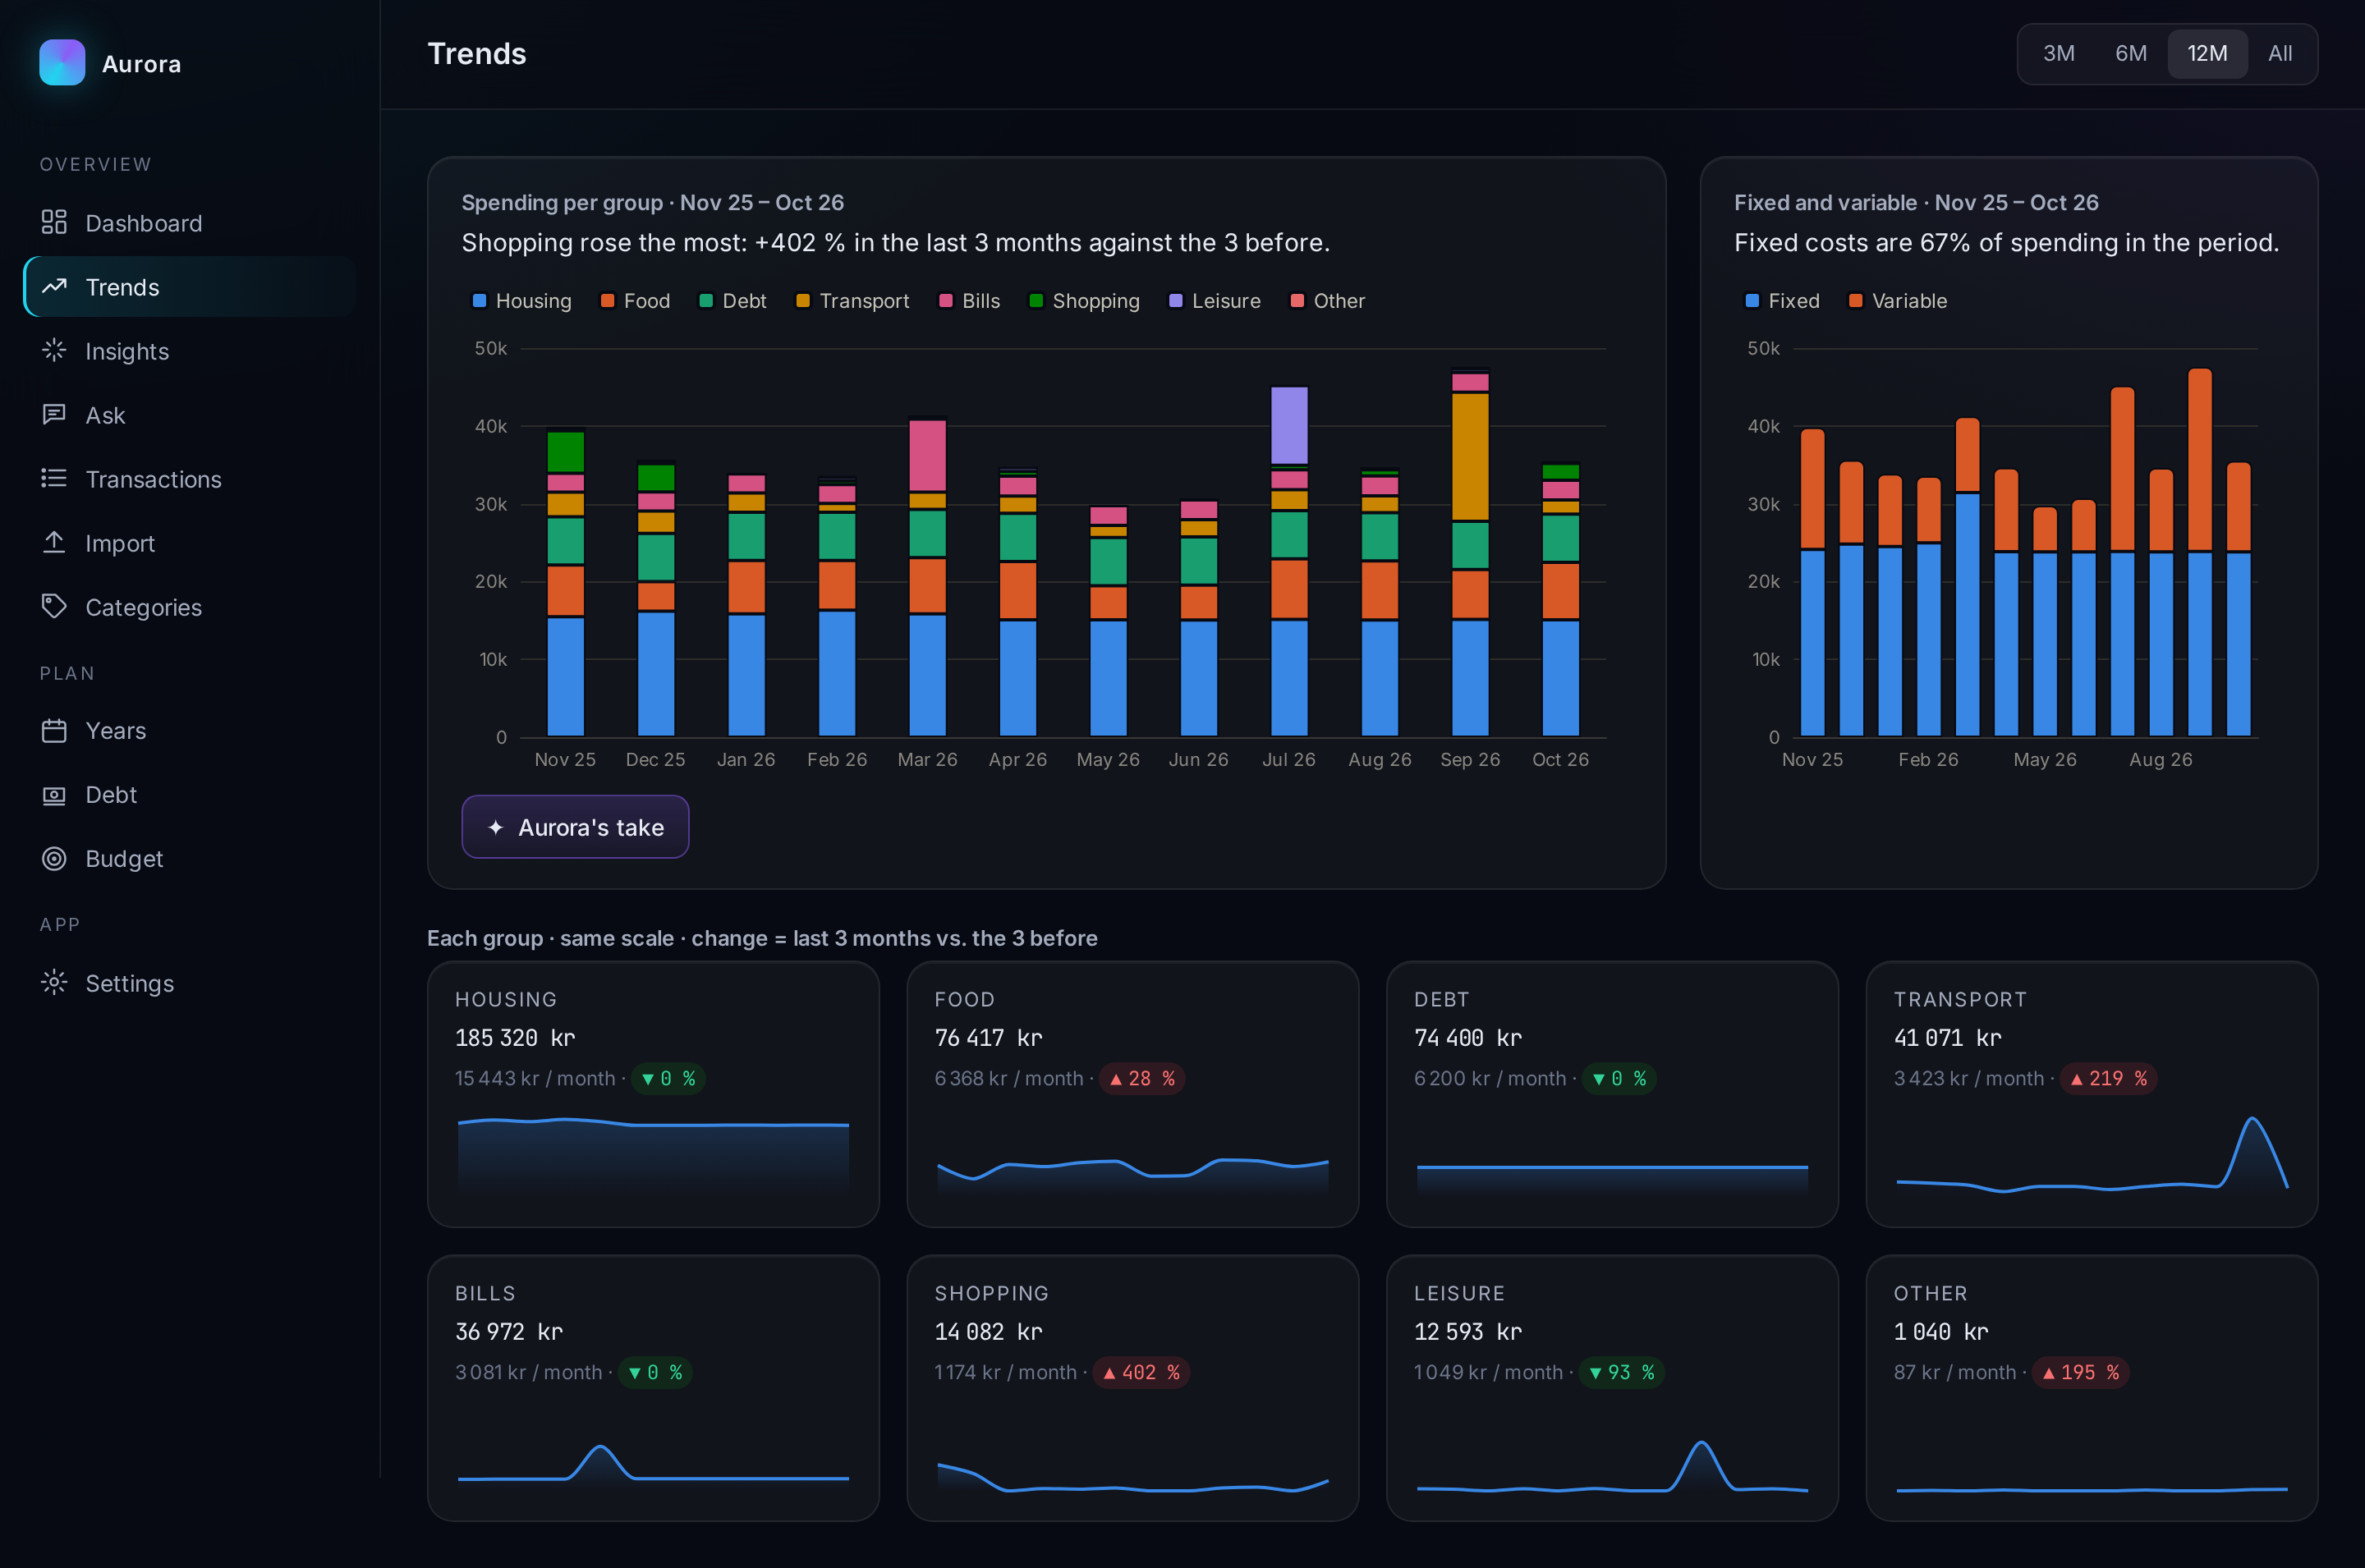 Aurora
OVERVIEW
Dashboard
Trends
Insights
Ask
Transactions
Import
Categories
PLAN
Years
Debt
Budget
APP
Settings
Trends
3M 6M 12M All
Spending per group · Nov 25 – Oct 26
Shopping rose the most: +402 % in the last 3 months against the 3 before.
Housing Food Debt Transport Bills Shopping Leisure Other
50k
40k
30k
20k
10k
0
Nov 25 Dec 25 Jan 26 Feb 26 Mar 26 Apr 26 May 26 Jun 26 Jul 26 Aug 26 Sep 26 Oct 26
✦ Aurora's take
Fixed and variable · Nov 25 – Oct 26
Fixed costs are 67% of spending in the period.
Fixed Variable
50k
40k
30k
20k
10k
0
Nov 25 Feb 26 May 26 Aug 26
Each group · same scale · change = last 3 months vs. the 3 before
HOUSING
185 320 kr
15 443 kr / month · ▼ 0 %
FOOD
76 417 kr
6 368 kr / month · ▲ 28 %
DEBT
74 400 kr
6 200 kr / month · ▼ 0 %
TRANSPORT
41 071 kr
3 423 kr / month · ▲ 219 %
BILLS
36 972 kr
3 081 kr / month · ▼ 0 %
SHOPPING
14 082 kr
1 174 kr / month · ▲ 402 %
LEISURE
12 593 kr
1 049 kr / month · ▼ 93 %
OTHER
1 040 kr
87 kr / month · ▲ 195 %